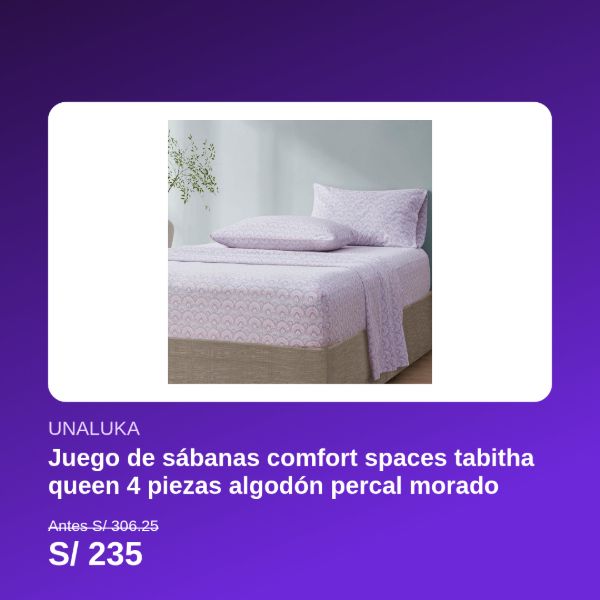 UNALUKA
Juego de sábanas comfort spaces tabitha
queen 4 piezas algodón percal morado
Antes S/ 306.25
S/ 235